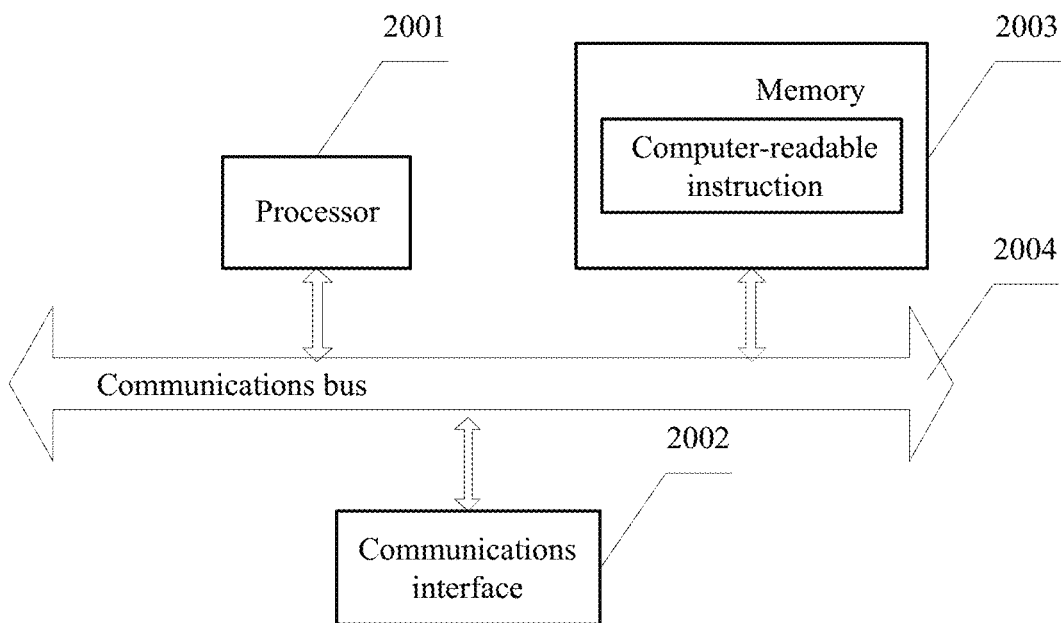 2001
2003
Memory
Computer-readable
instruction
Processor
2004
Communications bus
2002
Communications
interface